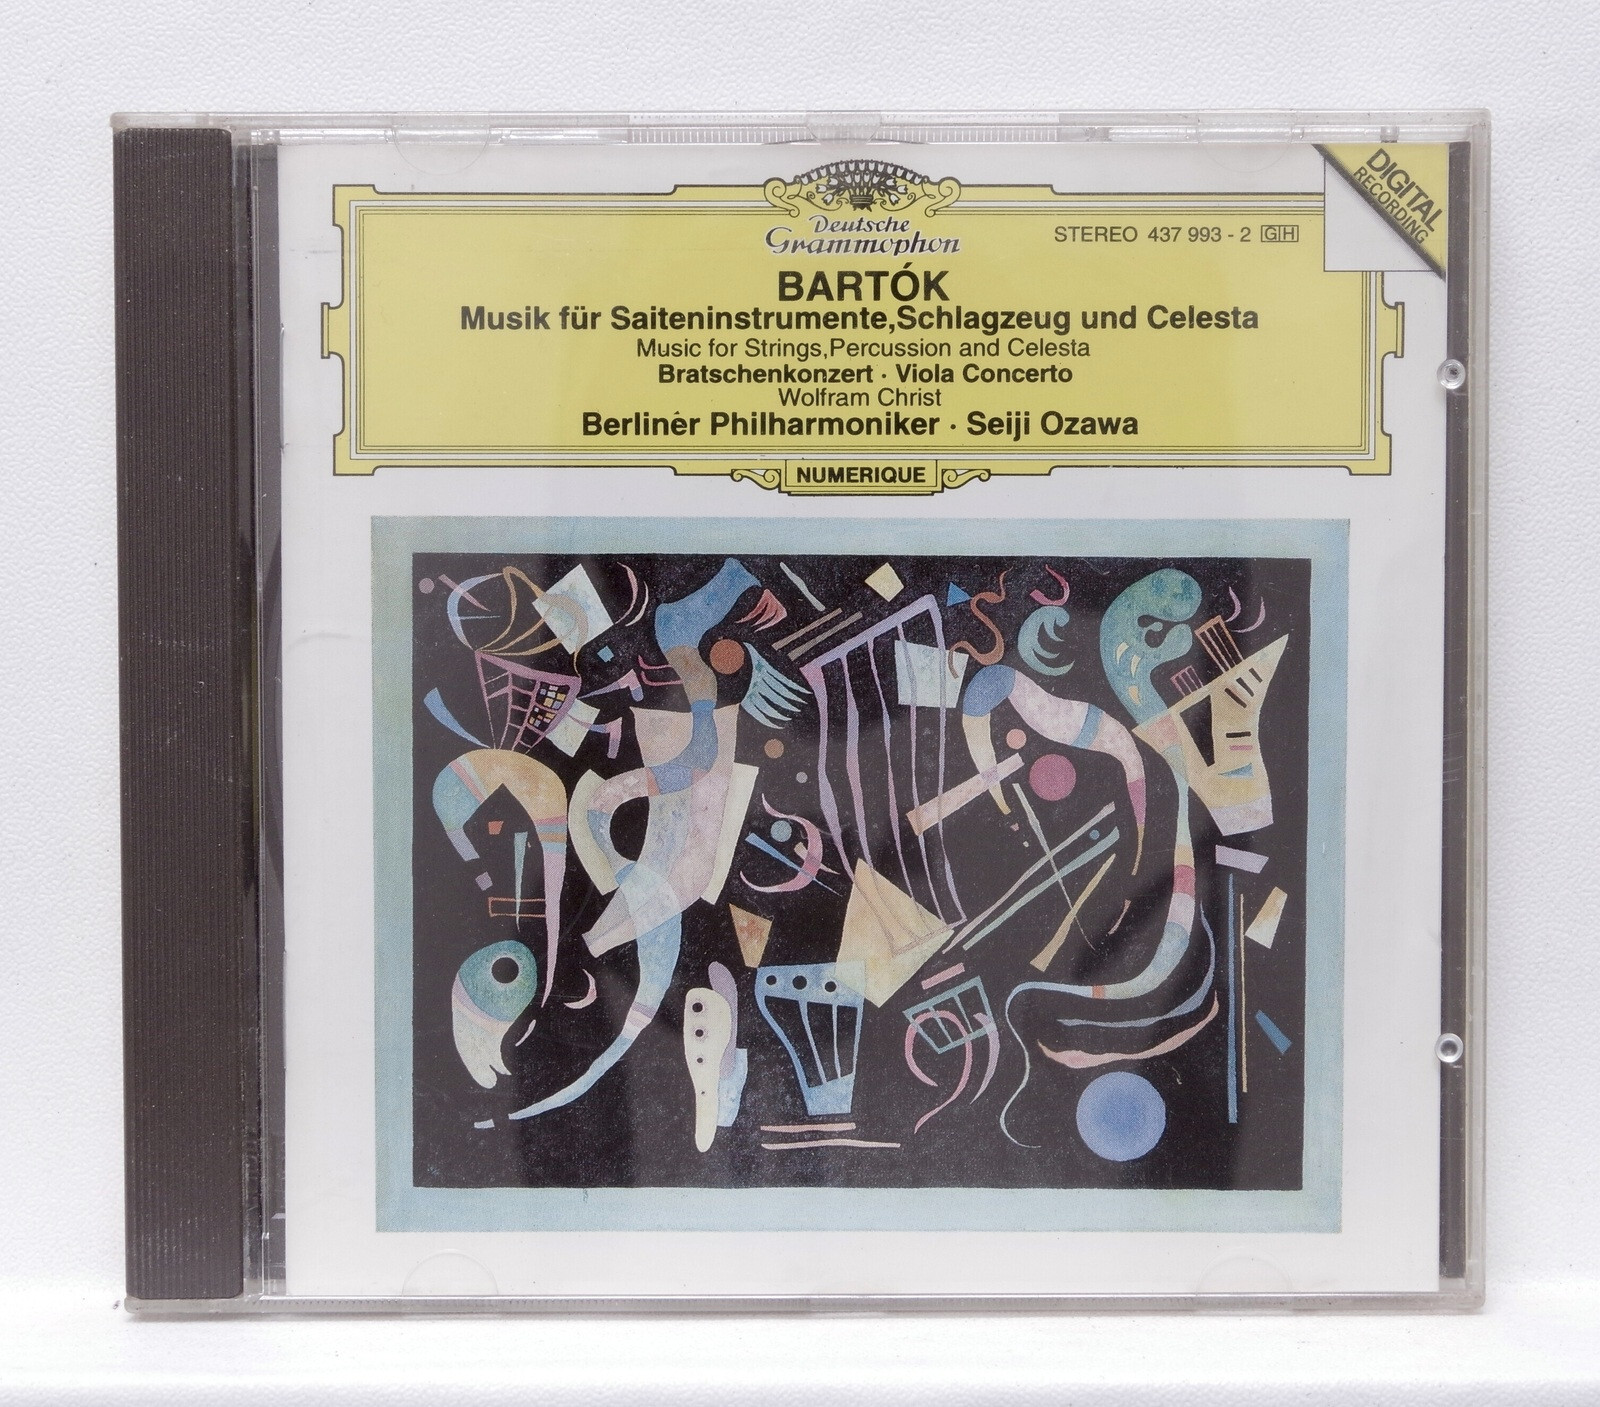 DIGITAL
RECORDING
Deutsche
Grammophon
STEREO 437 993 - 2 GH
BARTÓK
Musik für Saiteninstrumente,Schlagzeug und Celesta
Music for Strings,Percussion and Celesta
Bratschenkonzert · Viola Concerto
Wolfram Christ
Berliner Philharmoniker · Seiji Ozawa
NUMERIQUE